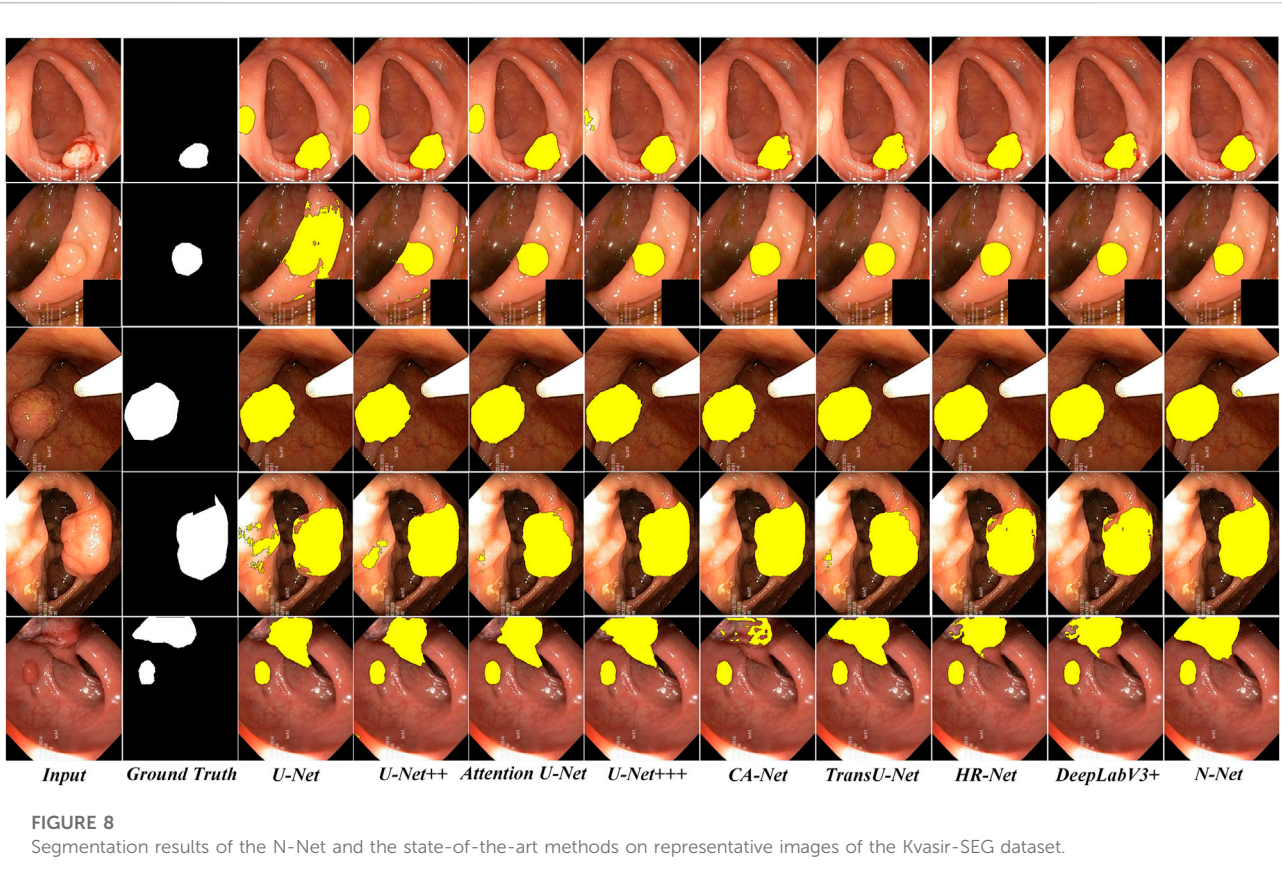 Input Ground Truth U-Net U-Net++ Attention U-Net U-Net+++ CA-Net TransU-Net HR-Net DeepLabV3+ N-Net
FIGURE 8
Segmentation results of the N-Net and the state-of-the-art methods on representative images of the Kvasir-SEG dataset.